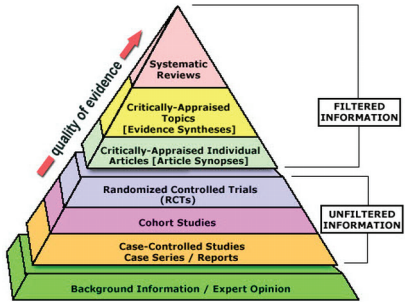 quality of evidence
Systematic
Reviews
Critically-Appraised
Topics
[Evidence Syntheses]
Critically-Appraised Individual
Articles [Article Synopses]
FILTERED
INFORMATION
Randomized Controlled Trials
(RCTs)
Cohort Studies
Case-Controlled Studies
Case Series / Reports
UNFILTERED
INFORMATION
Background Information / Expert Opinion